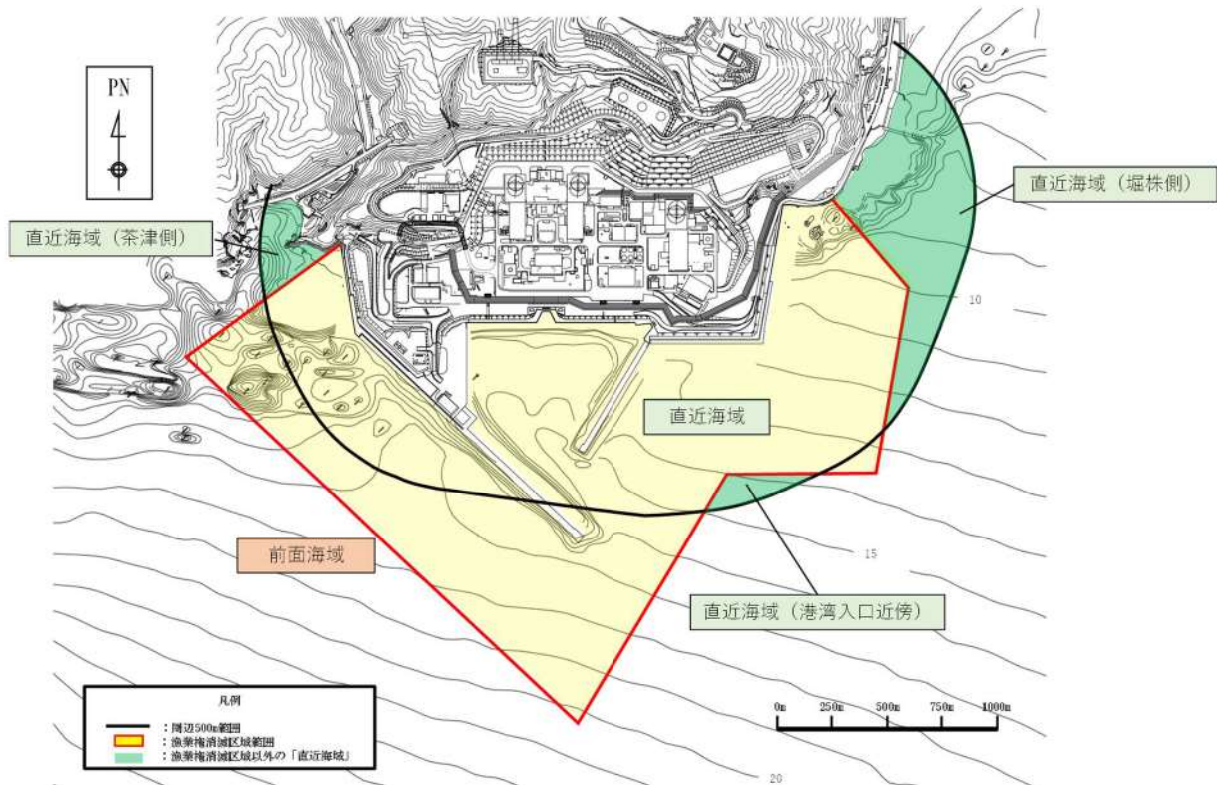 PN
直近海域（堀株側）
直近海域（茶津側）
10
直近海域
15
前面海域
直近海域（港湾入口近傍）
凡例
：周辺500m範囲
：漁業権消滅区域範囲
：漁業権消滅区域以外の「直近海域」
0m 250m 500m 750m 1000m
20